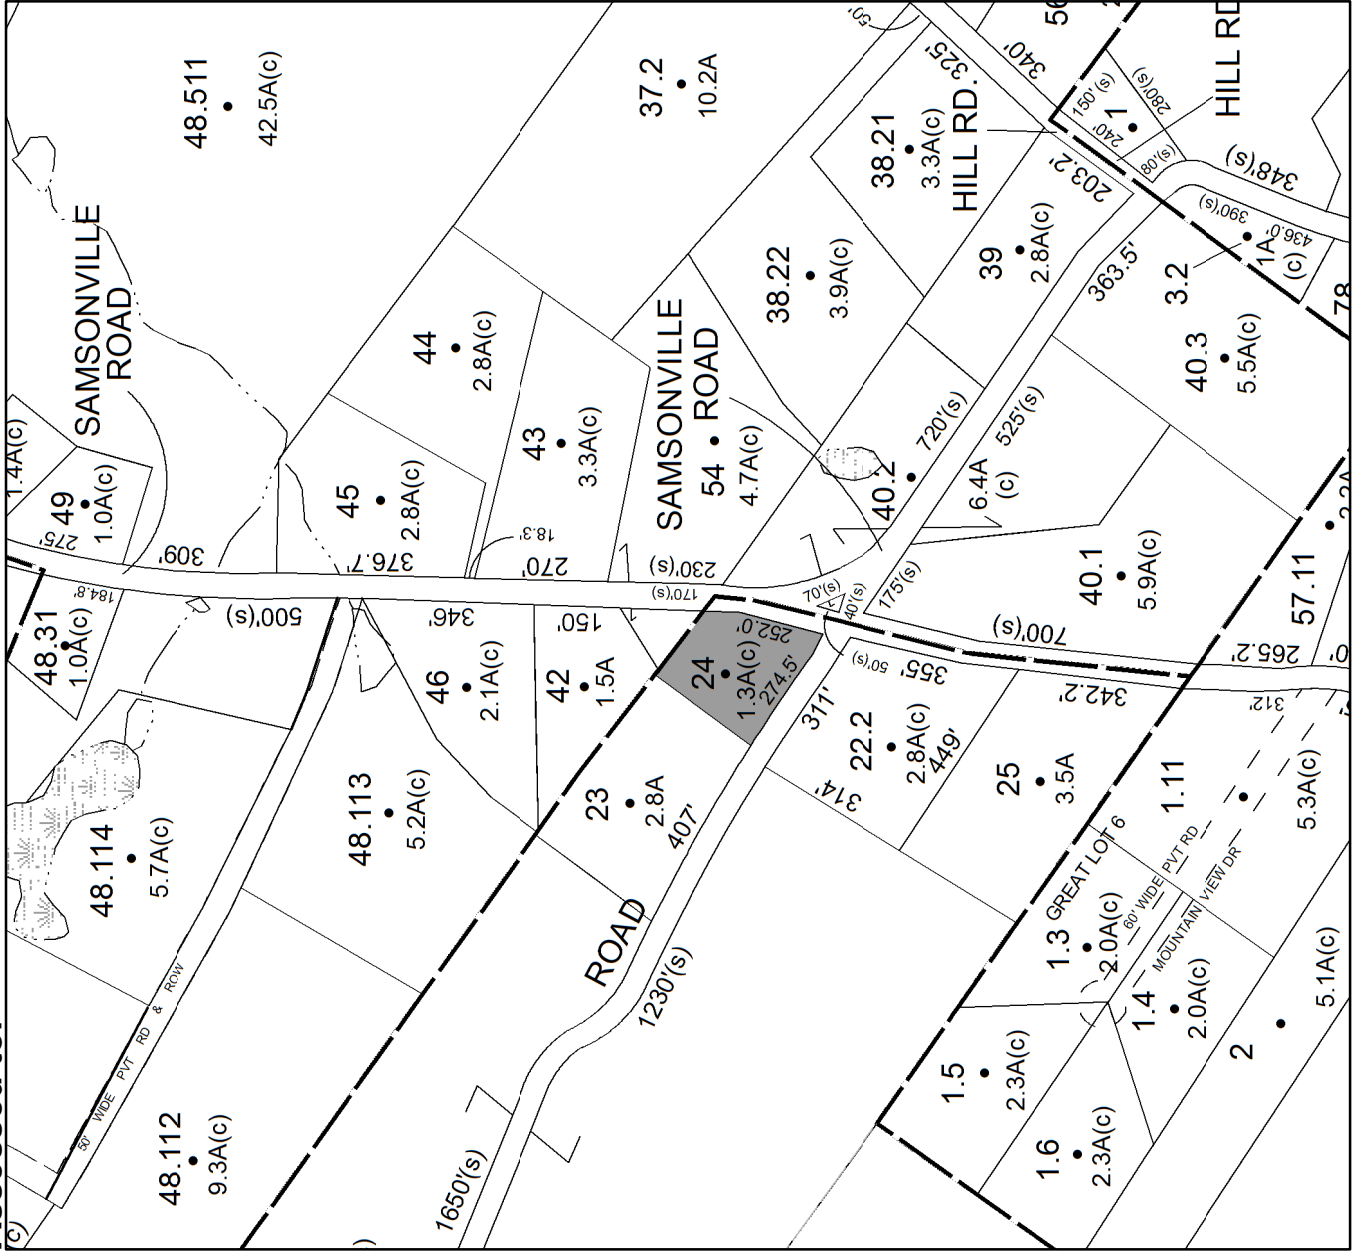 48.511
42.5A(c)
SAMSONVILLE
ROAD
1.4A(c)
49
1.0A(c)
275'
309'
184.8'
48.31
1.0A(c)
500'(s)
37.2
10.2A
50'
325'
340'
HILL RD.
38.21
3.3A(c)
150'(s)
280'(s)
240'
1
80'(s)
HILL RD
348'(s)
203.2'
390'(s)
436.0'
3.2
1A
(c)
78
39
2.8A(c)
38.22
3.9A(c)
363.5'
40.3
5.5A(c)
44
2.8A(c)
43
3.3A(c)
45
2.8A(c)
376.7'
18.3'
270'
SAMSONVILLE
ROAD
54
4.7A(c)
230'(s)
170'(s)
40.2
720'(s)
525'(s)
6.4A
(c)
40.1
5.9A(c)
57.11
70'(s)
40'(s)
175'(s)
700'(s)
265.2'
346'
150'
46
2.1A(c)
42
1.5A
24
1.3A(c)
252.0'
274.5'
50'(s)
355'
342.2'
312'
311'
22.2
2.8A(c)
449'
314'
25
3.5A
1.11
5.3A(c)
23
2.8A
407'
48.113
5.2A(c)
48.114
5.7A(c)
50' WIDE PVT RD & ROW
48.112
9.3A(c)
ROAD
1230'(s)
1650'(s)
GREAT LOT 6
60' WIDE PVT RD
MOUNTAIN VIEW DR
1.3
2.0A(c)
1.4
2.0A(c)
1.5
2.3A(c)
1.6
2.3A(c)
2
5.1A(c)